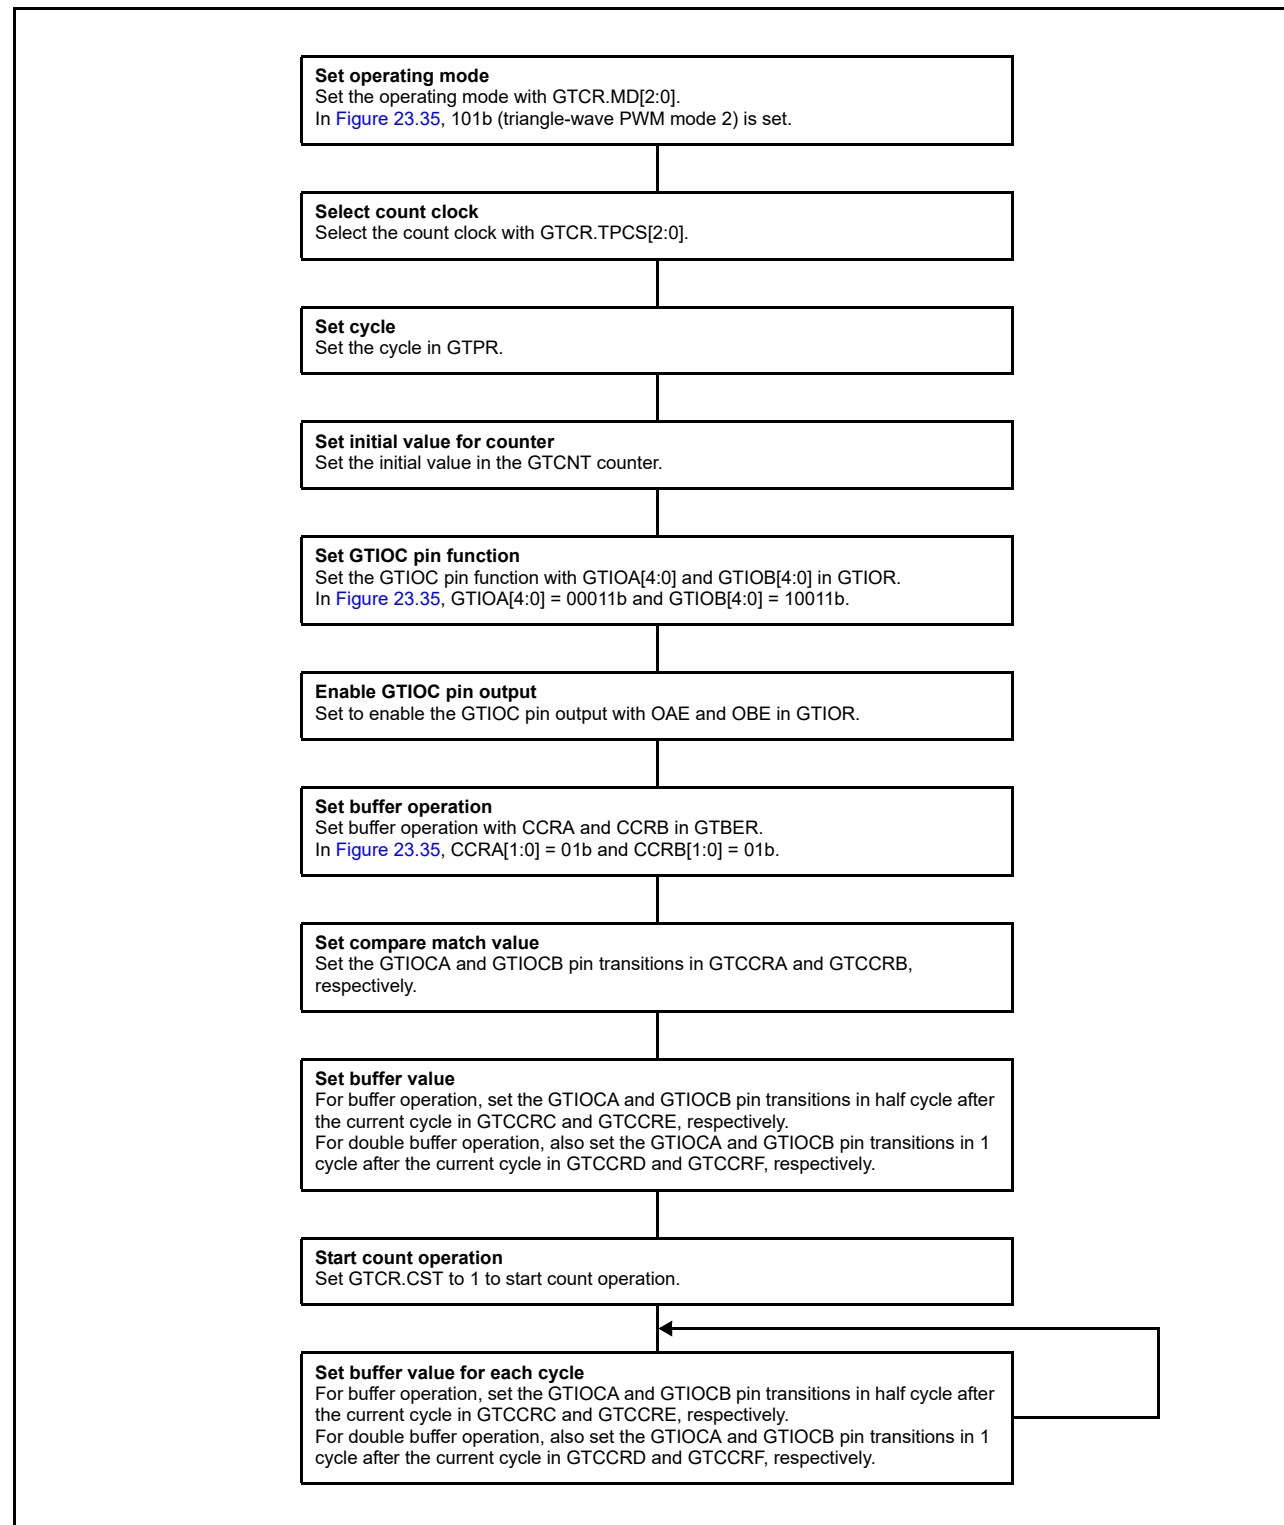 Set operating mode
Set the operating mode with GTCR.MD[2:0].
In Figure 23.35, 101b (triangle-wave PWM mode 2) is set.
Select count clock
Select the count clock with GTCR.TPCS[2:0].
Set cycle
Set the cycle in GTPR.
Set initial value for counter
Set the initial value in the GTCNT counter.
Set GTIOC pin function
Set the GTIOC pin function with GTIOA[4:0] and GTIOB[4:0] in GTIOR.
In Figure 23.35, GTIOA[4:0] = 00011b and GTIOB[4:0] = 10011b.
Enable GTIOC pin output
Set to enable the GTIOC pin output with OAE and OBE in GTIOR.
Set buffer operation
Set buffer operation with CCRA and CCRB in GTBER.
In Figure 23.35, CCRA[1:0] = 01b and CCRB[1:0] = 01b.
Set compare match value
Set the GTIOCA and GTIOCB pin transitions in GTCCRA and GTCCRB,
respectively.
Set buffer value
For buffer operation, set the GTIOCA and GTIOCB pin transitions in half cycle after
the current cycle in GTCCRC and GTCCRE, respectively.
For double buffer operation, also set the GTIOCA and GTIOCB pin transitions in 1
cycle after the current cycle in GTCCRD and GTCCRF, respectively.
Start count operation
Set GTCR.CST to 1 to start count operation.
Set buffer value for each cycle
For buffer operation, set the GTIOCA and GTIOCB pin transitions in half cycle after
the current cycle in GTCCRC and GTCCRE, respectively.
For double buffer operation, also set the GTIOCA and GTIOCB pin transitions in 1
cycle after the current cycle in GTCCRD and GTCCRF, respectively.